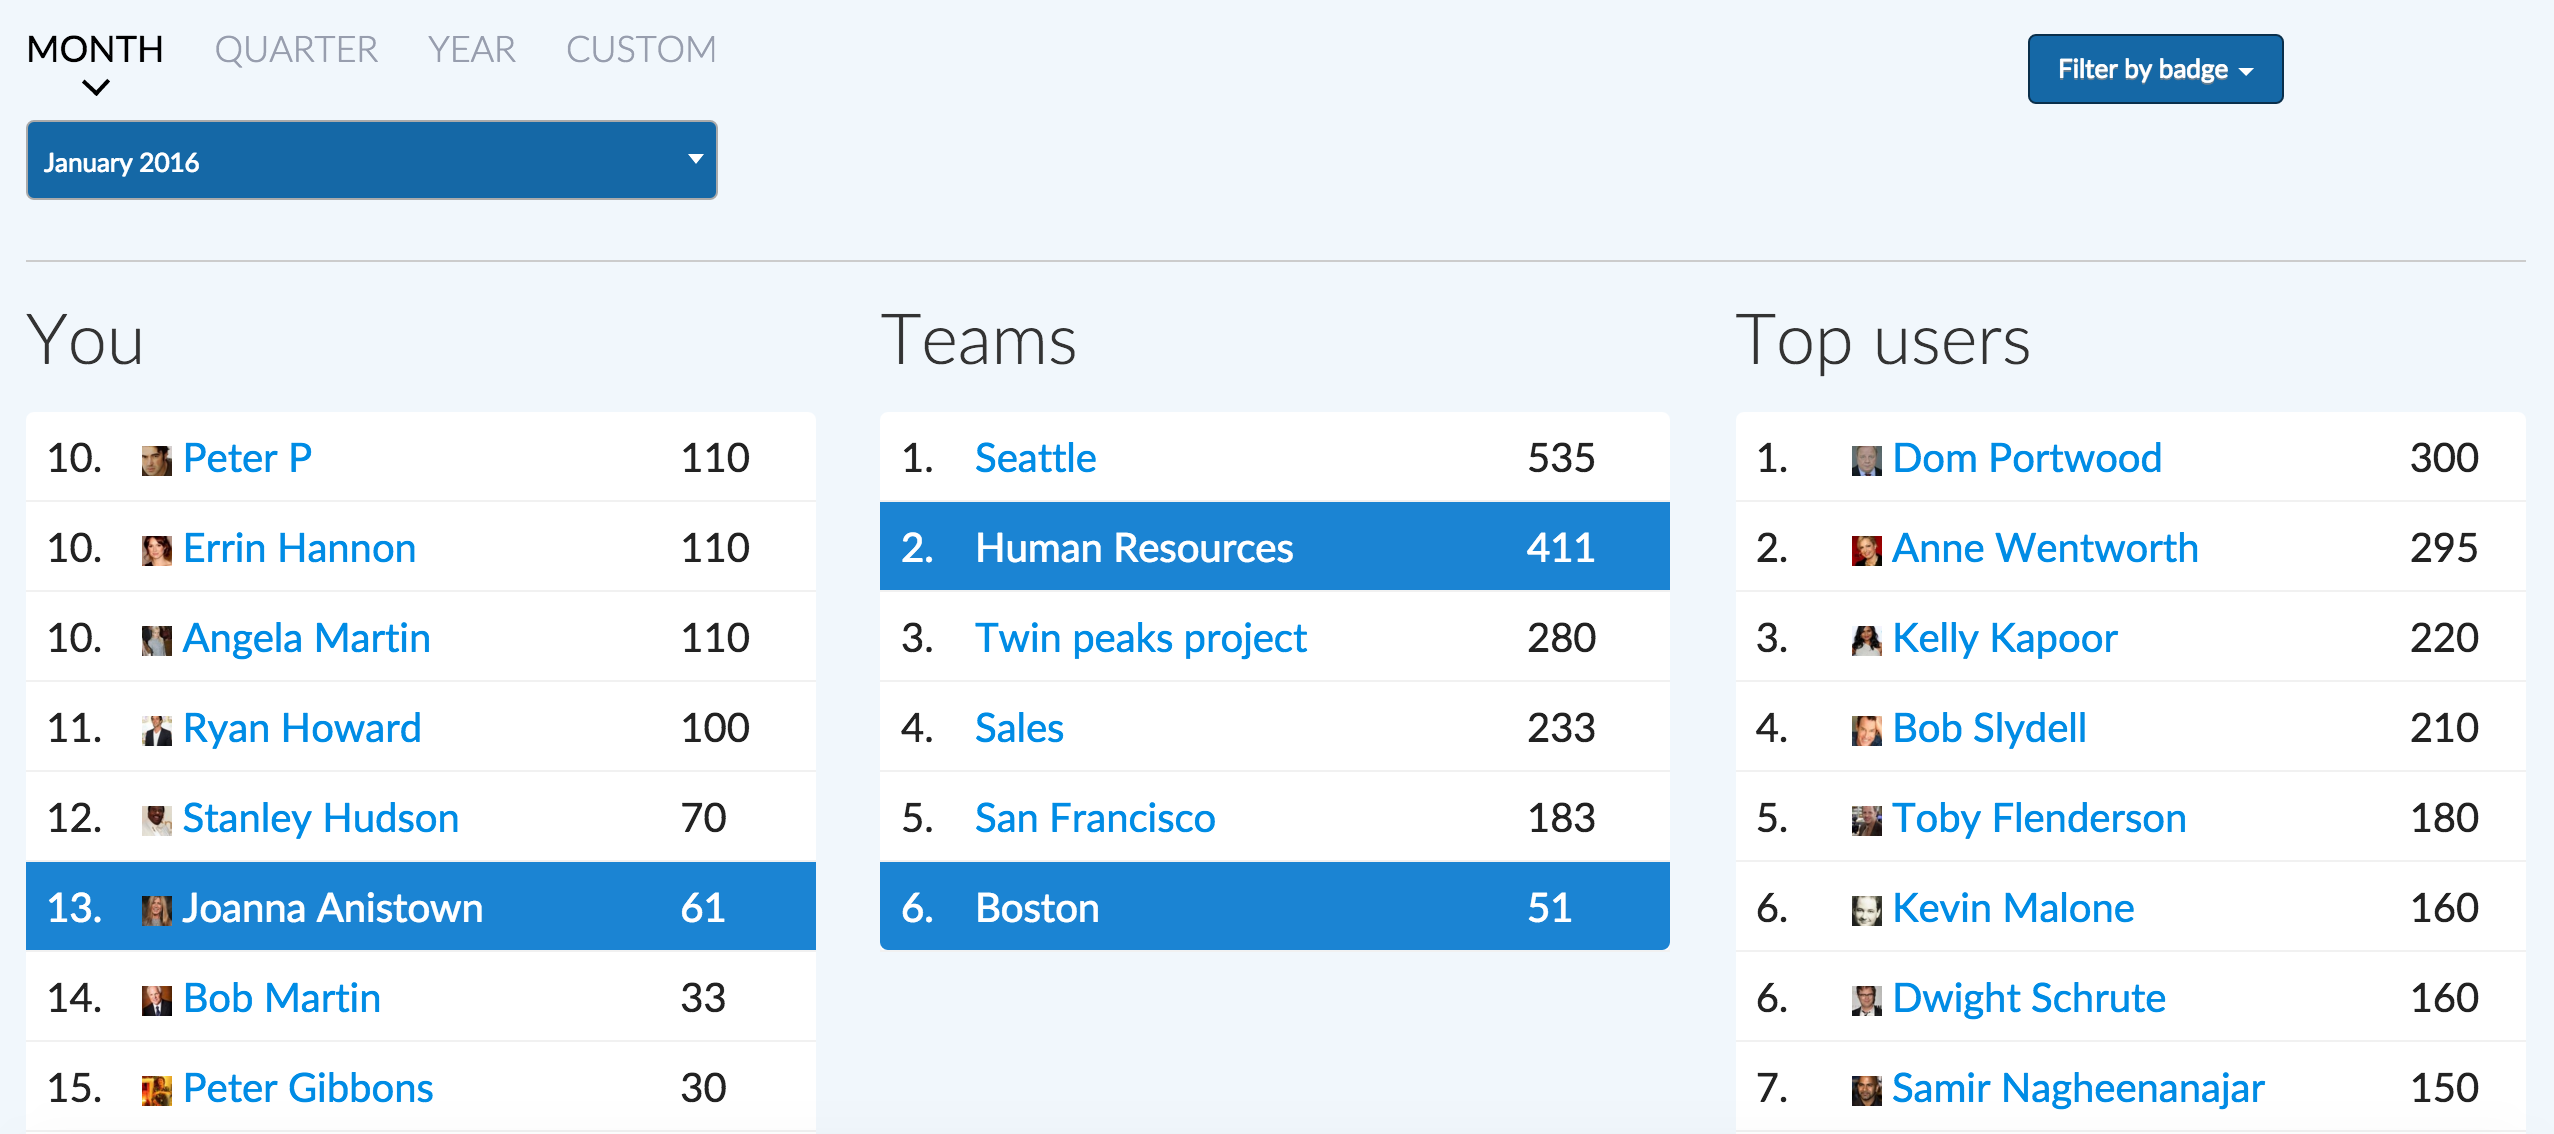 MONTH QUARTER YEAR CUSTOM
Filter by badge
January 2016
You
10. Peter P 110
10. Errin Hannon 110
10. Angela Martin 110
11. Ryan Howard 100
12. Stanley Hudson 70
13. Joanna Anistown 61
14. Bob Martin 33
15. Peter Gibbons 30
Teams
1. Seattle 535
2. Human Resources 411
3. Twin peaks project 280
4. Sales 233
5. San Francisco 183
6. Boston 51
Top users
1. Dom Portwood 300
2. Anne Wentworth 295
3. Kelly Kapoor 220
4. Bob Slydell 210
5. Toby Flenderson 180
6. Kevin Malone 160
6. Dwight Schrute 160
7. Samir Nagheenanajar 150